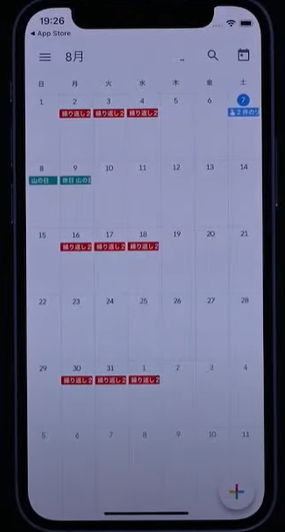 19:26
◀ App Store
8月
日 月 火 水 木 金 土
1 2 3 4 5 6 7
繰り返し2 繰り返し2 繰り返し2
8 9 10 11 12 13 14
山の日 休日 山の
15 16 17 18 19 20 21
繰り返し2 繰り返し2 繰り返し2
22 23 24 25 26 27 28
29 30 31 1 2 3 4
繰り返し2 繰り返し2 繰り返し2
5 6 7 8 9 10 11